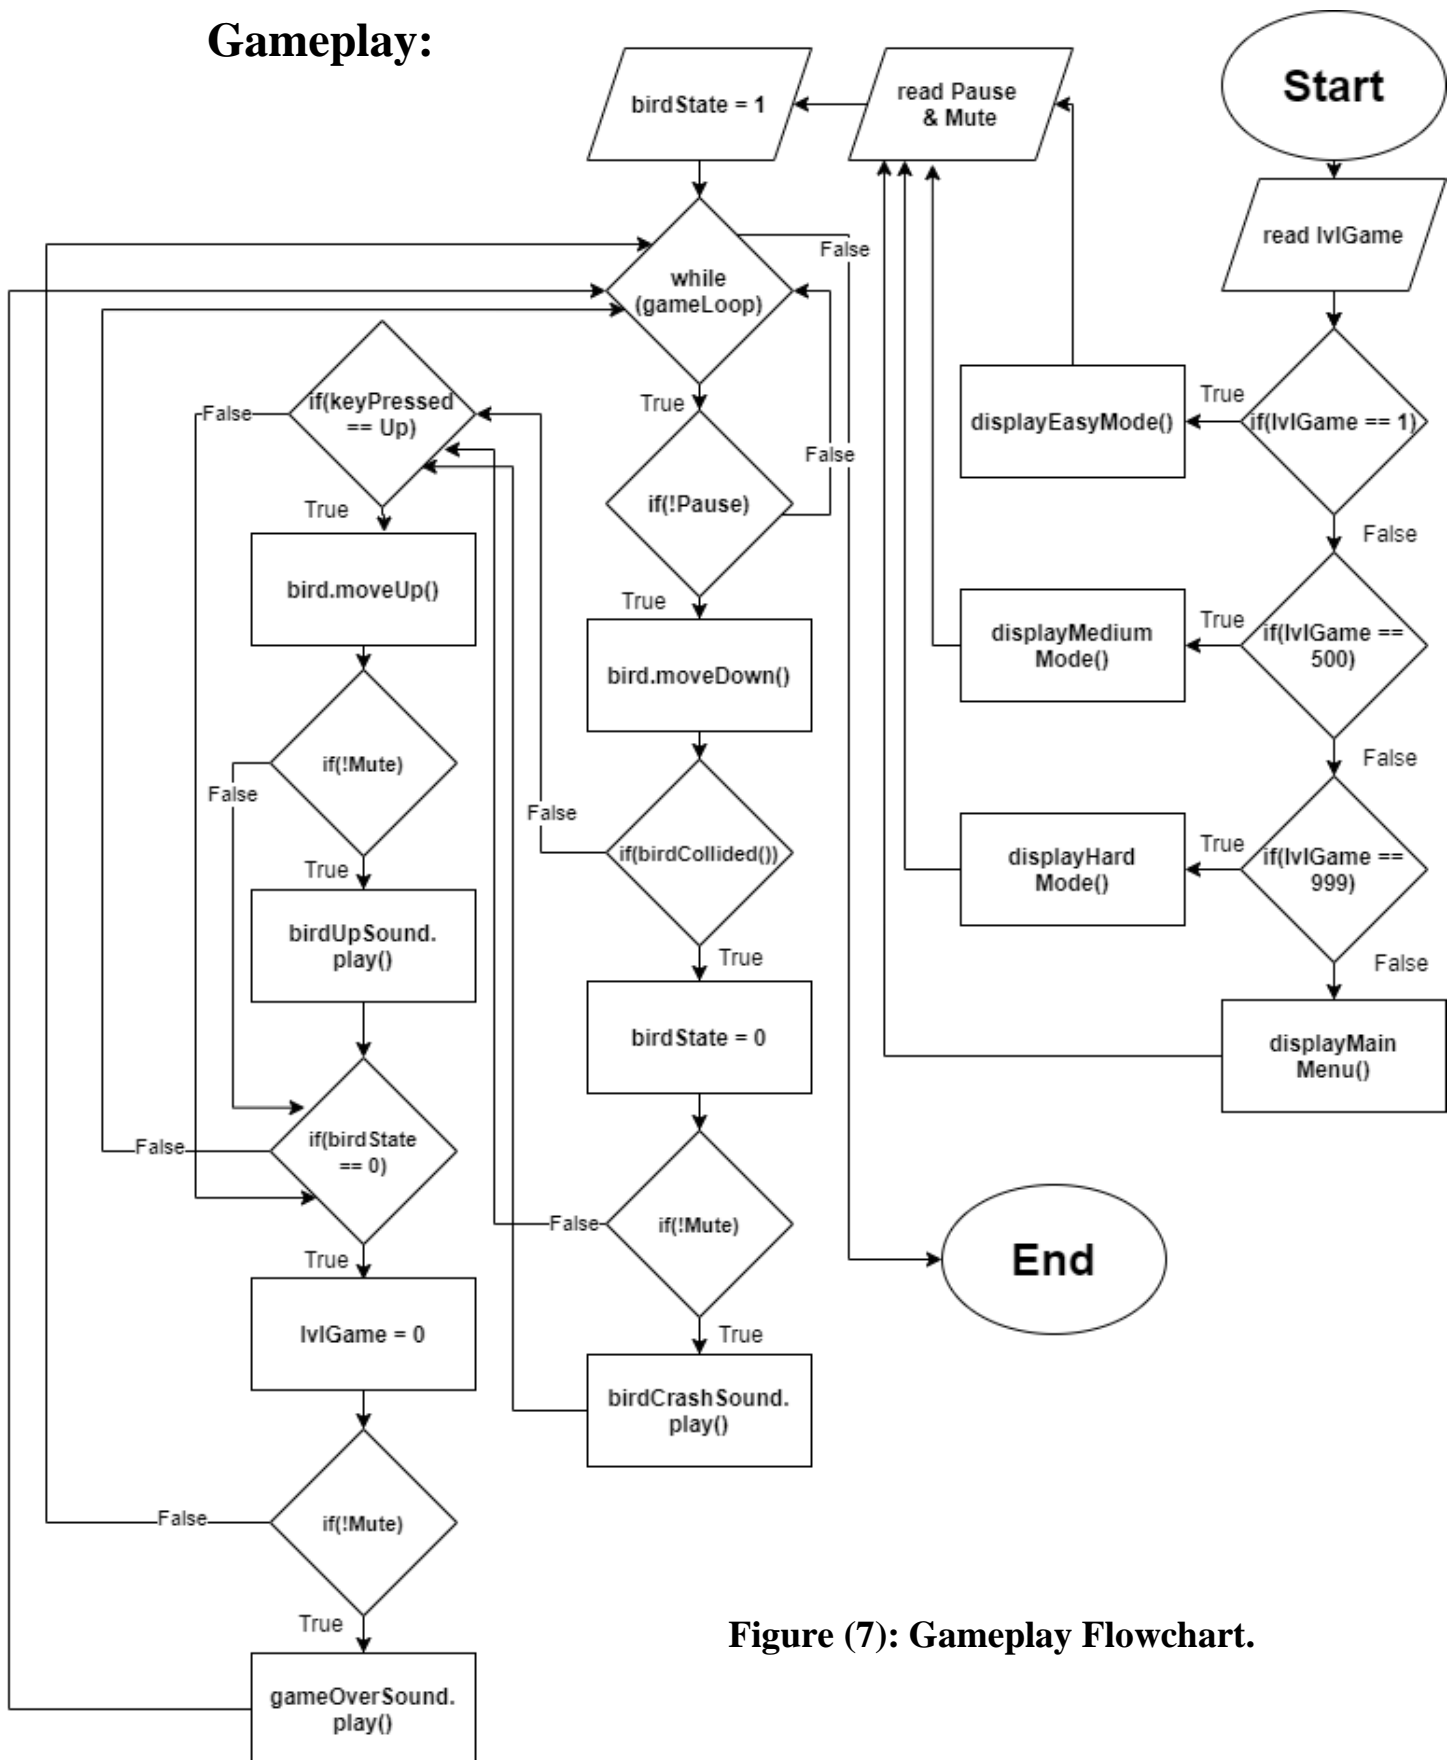 Gameplay:
Start
read lvlGame
if(lvlGame == 1)
True
displayEasyMode()
False
if(lvlGame ==
500)
True
displayMedium
Mode()
False
if(lvlGame ==
999)
True
displayHard
Mode()
False
displayMain
Menu()
read Pause
& Mute
birdState = 1
while
(gameLoop)
False
True
if(!Pause)
False
True
bird.moveDown()
if(birdCollided())
False
True
birdState = 0
if(!Mute)
False
True
birdCrashSound.
play()
if(keyPressed
== Up)
False
True
bird.moveUp()
if(!Mute)
False
True
birdUpSound.
play()
if(birdState
== 0)
False
True
lvlGame = 0
if(!Mute)
False
True
gameOverSound.
play()
End
Figure (7): Gameplay Flowchart.